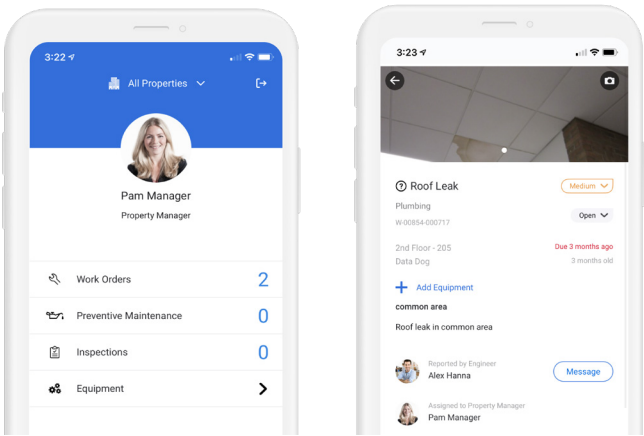 3:22
All Properties
Pam Manager
Property Manager
Work Orders 2
Preventive Maintenance 0
Inspections 0
Equipment
3:23
Roof Leak
Medium
Plumbing
W-00854-000717
Open
2nd Floor - 205
Due 3 months ago
Data Dog
3 months old
Add Equipment
common area
Roof leak in common area
Reported by Engineer
Alex Hanna
Message
Assigned to Property Manager
Pam Manager